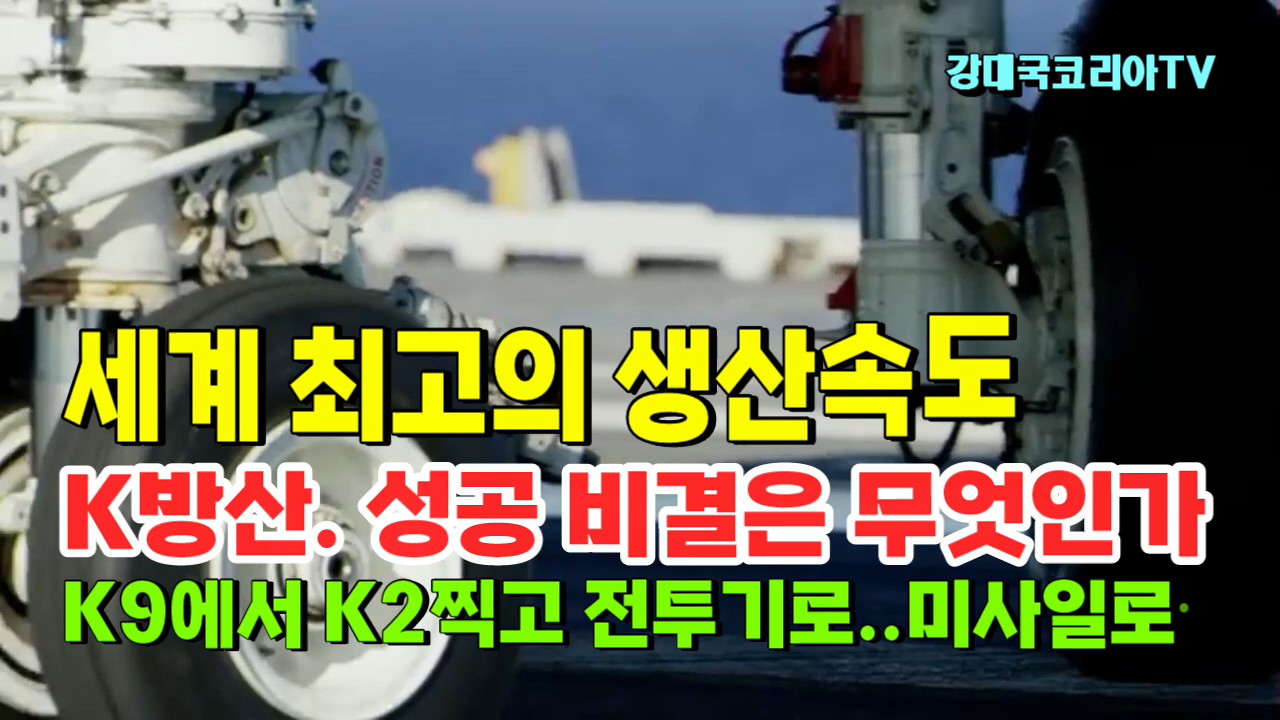 강대국코리아TV
세계 최고의 생산속도
K방산. 성공 비결은 무엇인가
K9에서 K2찍고 전투기로..미사일로·